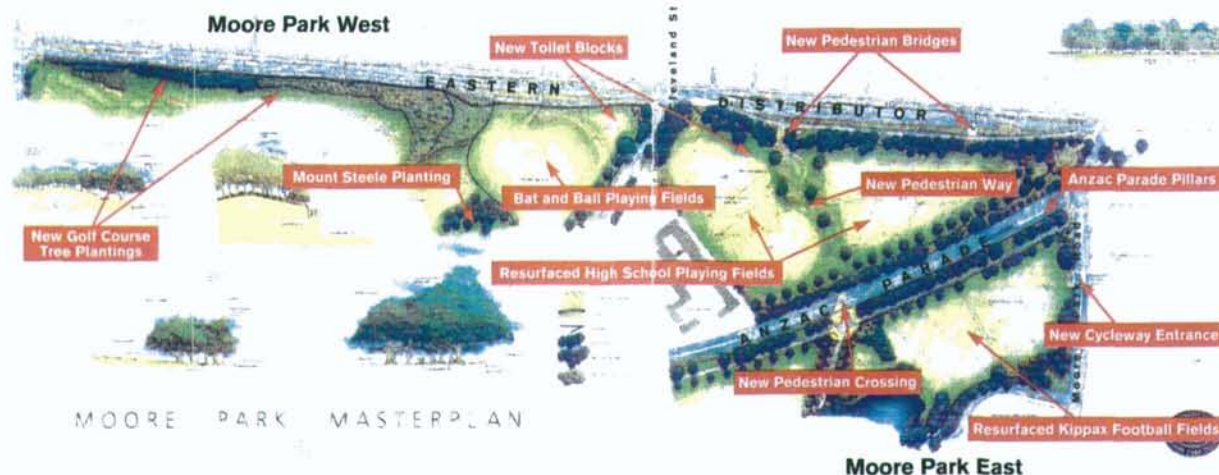 Moore Park West
New Toilet Blocks
New Pedestrian Bridges
EASTERN
DISTRIBUTOR
Mount Steele Planting
Bat and Ball Playing Fields
New Pedestrian Way
Anzac Parade Pillars
New Golf Course
Tree Plantings
Resurfaced High School Playing Fields
ANZAC PARADE
New Cycleway Entrance
New Pedestrian Crossing
MOORE PARK MASTERPLAN
Resurfaced Kippax Football Fields
Moore Park East